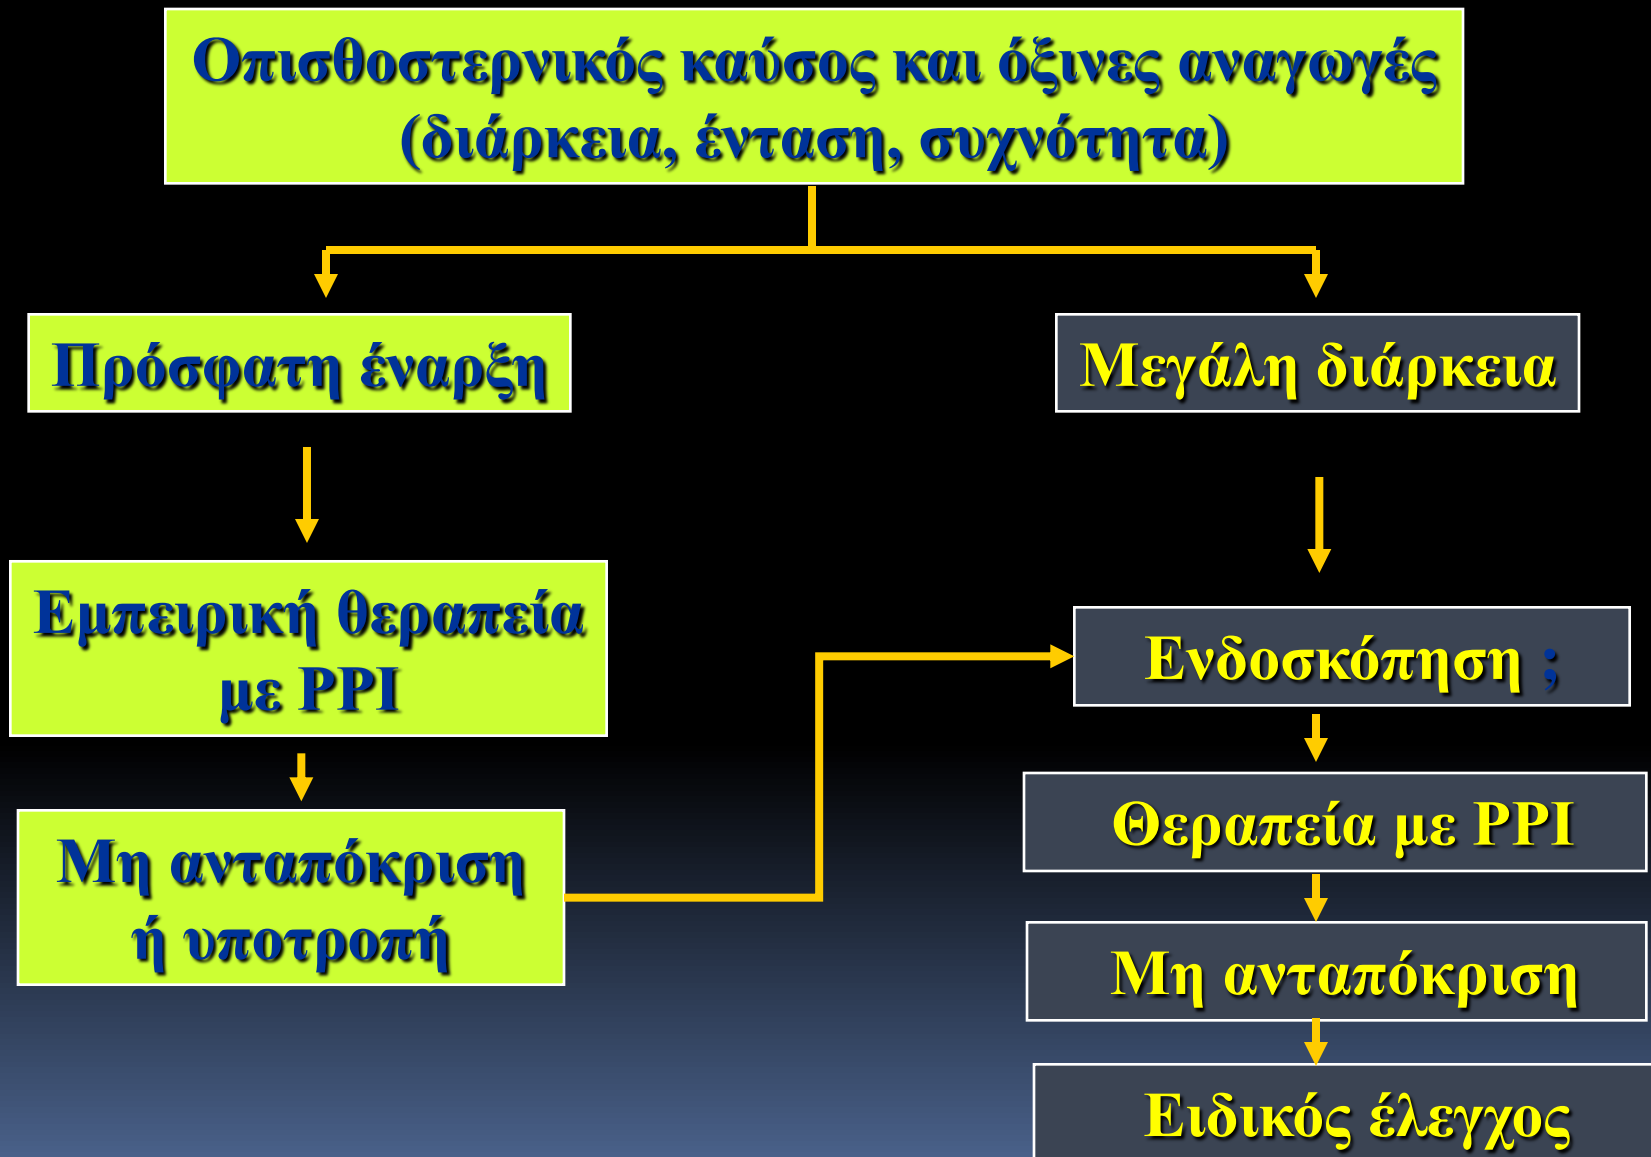 Οπισθοστερνικός καύσος και όξινες αναγωγές
(διάρκεια, ένταση, συχνότητα)
Πρόσφατη έναρξη
Μεγάλη διάρκεια
Εμπειρική θεραπεία
με PPI
Μη ανταπόκριση
ή υποτροπή
Ενδοσκόπηση ;
Θεραπεία με PPI
Μη ανταπόκριση
Ειδικός έλεγχος